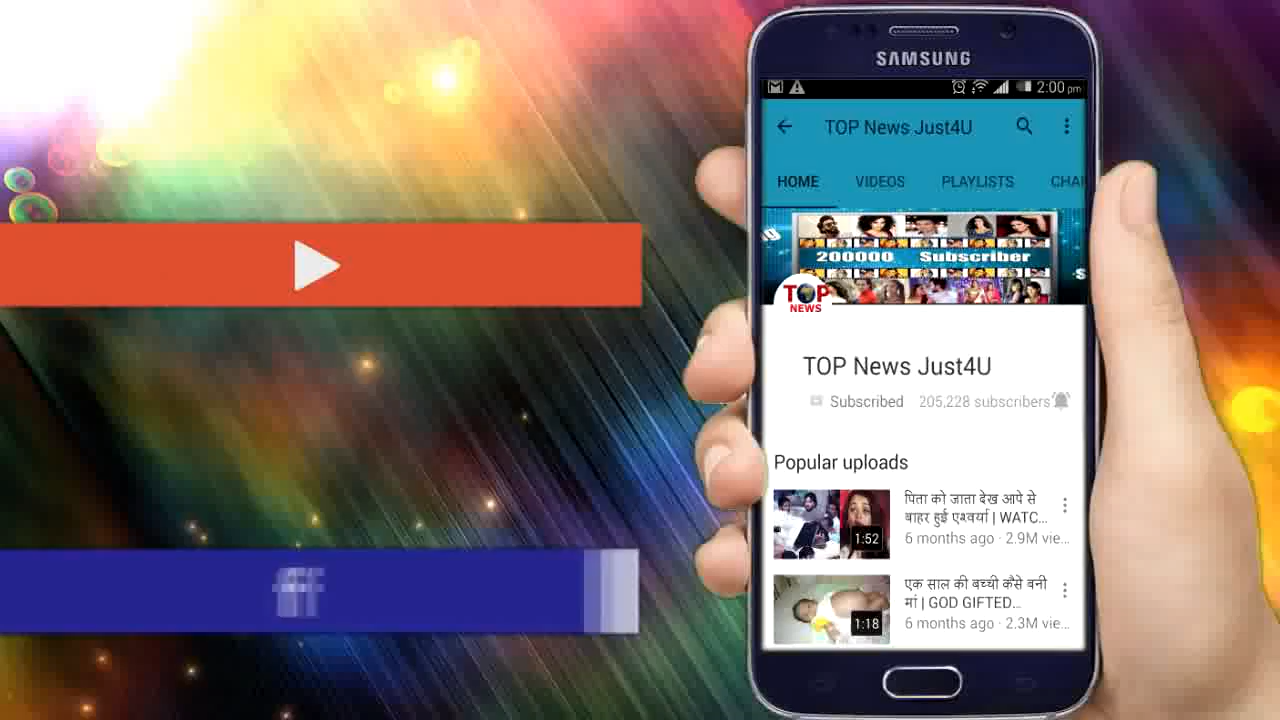 SAMSUNG
2:00 pm
TOP News Just4U
HOME VIDEOS PLAYLISTS CHA
200000 Subscriber
TOP
NEWS
TOP News Just4U
Subscribed 205,228 subscribers
Popular uploads
पिता को जाता देख आपे से
बाहर हुई एश्वर्या | WATC...
1:52
6 months ago · 2.9M vie...
एक साल की बच्ची कैसे बनी
मां | GOD GIFTED...
1:18
6 months ago · 2.3M vie...